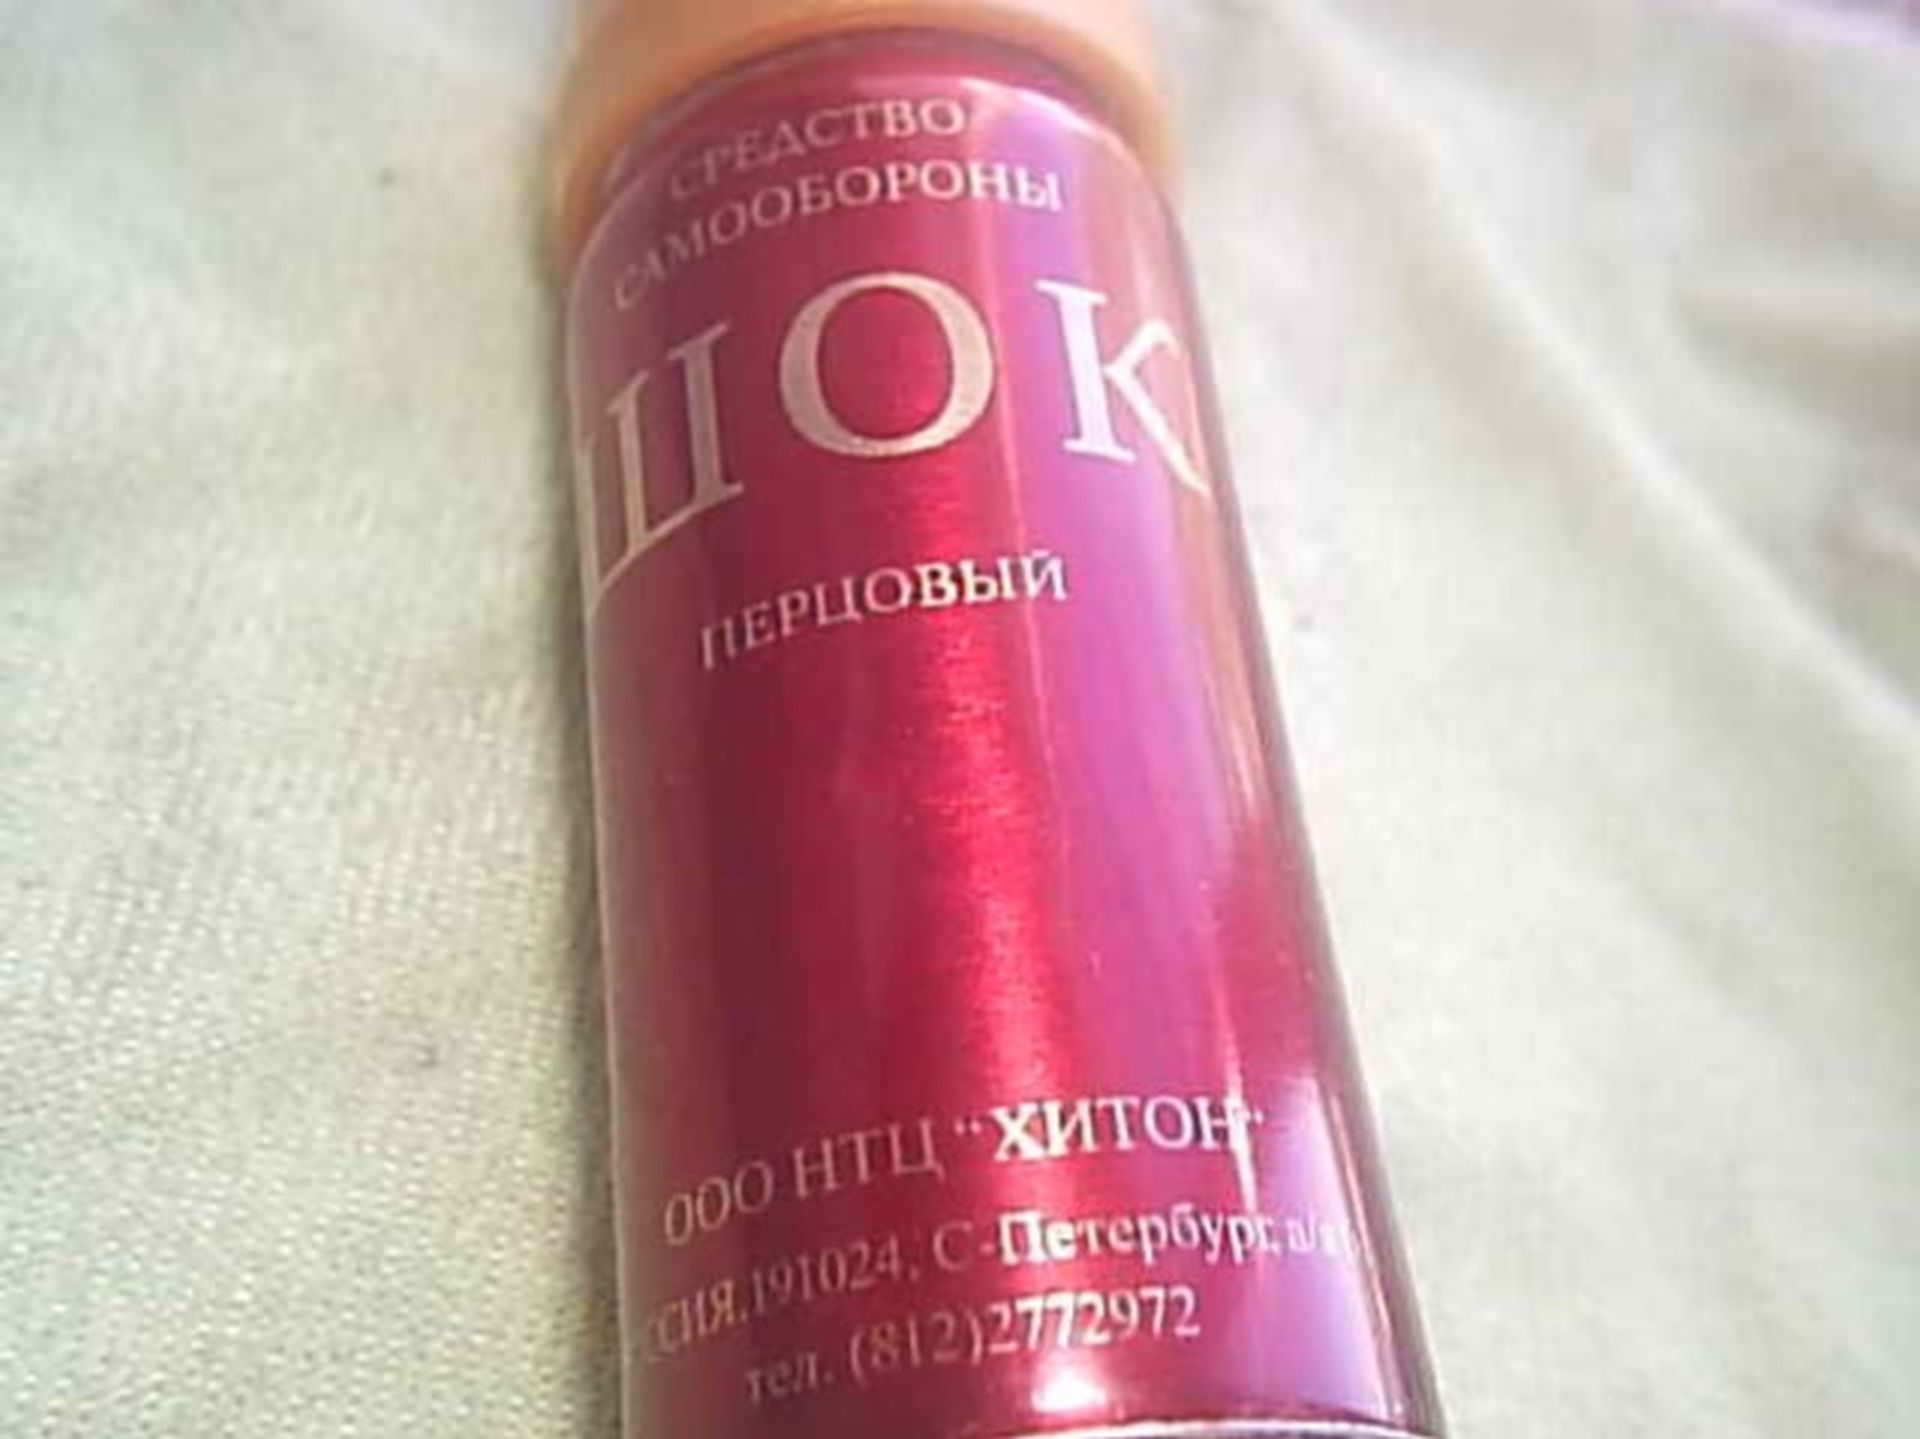 СРЕДСТВО
САМООБОРОНЫ
ШОК
ПЕРЦОВЫЙ
ООО НТЦ "ХИТОН"
191024, С-Петербург,
тел. (812)2772972